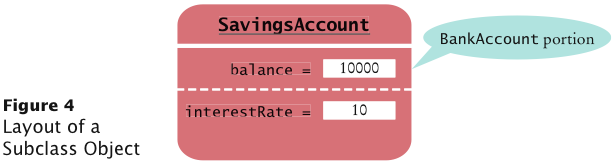 SavingsAccount
BankAccount portion
balance = 10000
interestRate = 10
Figure 4
Layout of a
Subclass Object